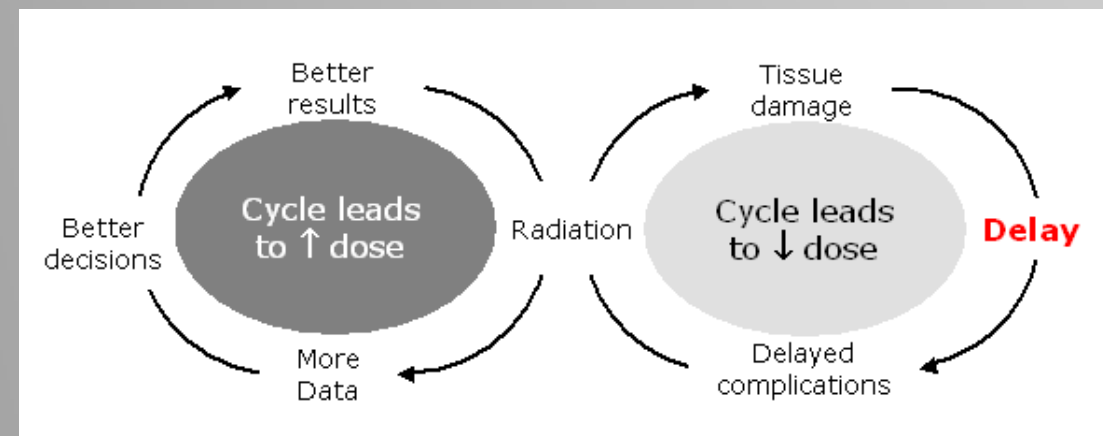 Better
results
Cycle leads
to ↑ dose
Better
decisions
More
Data
Radiation
Tissue
damage
Cycle leads
to ↓ dose
Delay
Delayed
complications